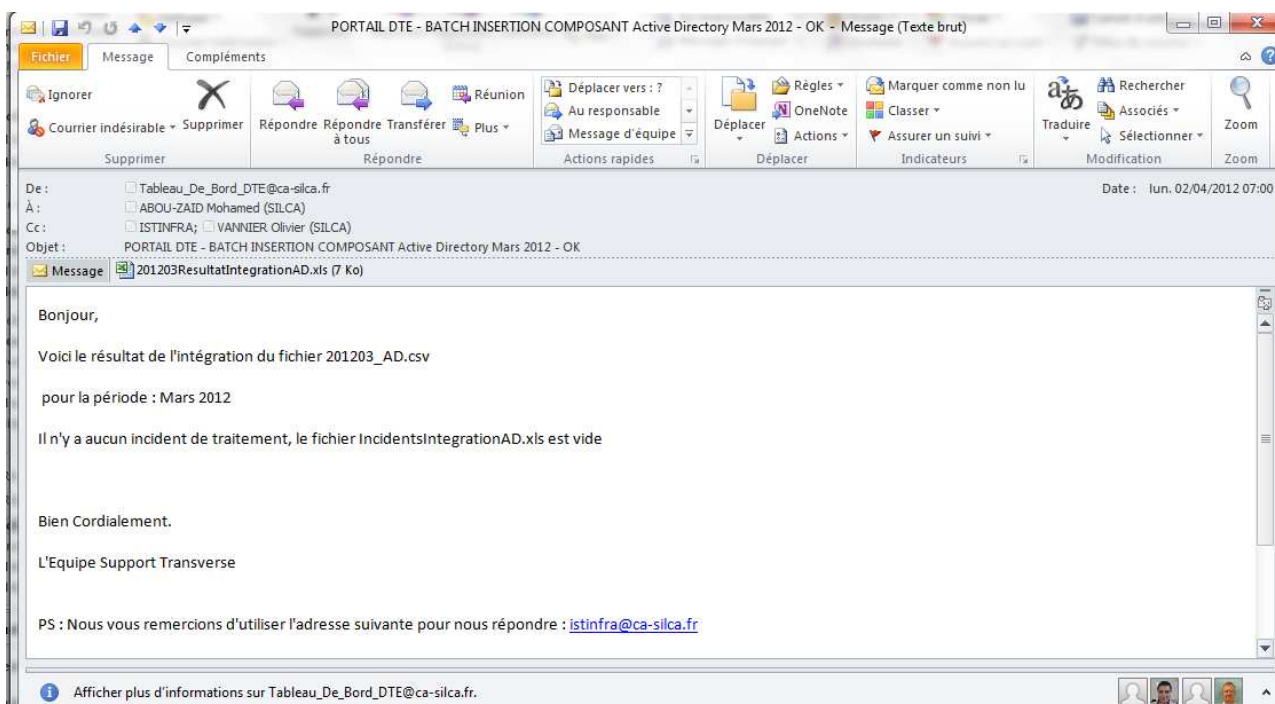 PORTAIL DTE - BATCH INSERTION COMPOSANT Active Directory Mars 2012 - OK - Message (Texte brut)
Fichier Message Compléments
Ignorer
Courrier indésirable
Supprimer
Supprimer
Répondre
Répondre à tous
Transférer
Réunion
Plus
Répondre
Déplacer vers : ?
Au responsable
Message d'équipe
Actions rapides
Déplacer
Règles
OneNote
Actions
Déplacer
Marquer comme non lu
Classer
Assurer un suivi
Indicateurs
Traduire
Rechercher
Associés
Sélectionner
Modification
Zoom
Zoom
De : Tableau_De_Bord_DTE@ca-silca.fr Date : lun. 02/04/2012 07:00
À : ABOU-ZAID Mohamed (SILCA)
Cc : ISTINFRA; VANNIER Olivier (SILCA)
Objet : PORTAIL DTE - BATCH INSERTION COMPOSANT Active Directory Mars 2012 - OK
Message 201203ResultatIntegrationAD.xls (7 Ko)
Bonjour,
Voici le résultat de l'intégration du fichier 201203_AD.csv
pour la période : Mars 2012
Il n'y a aucun incident de traitement, le fichier IncidentsIntegrationAD.xls est vide
Bien Cordialement.
L'Equipe Support Transverse
PS : Nous vous remercions d'utiliser l'adresse suivante pour nous répondre : istinfra@ca-silca.fr
Afficher plus d'informations sur Tableau_De_Bord_DTE@ca-silca.fr.